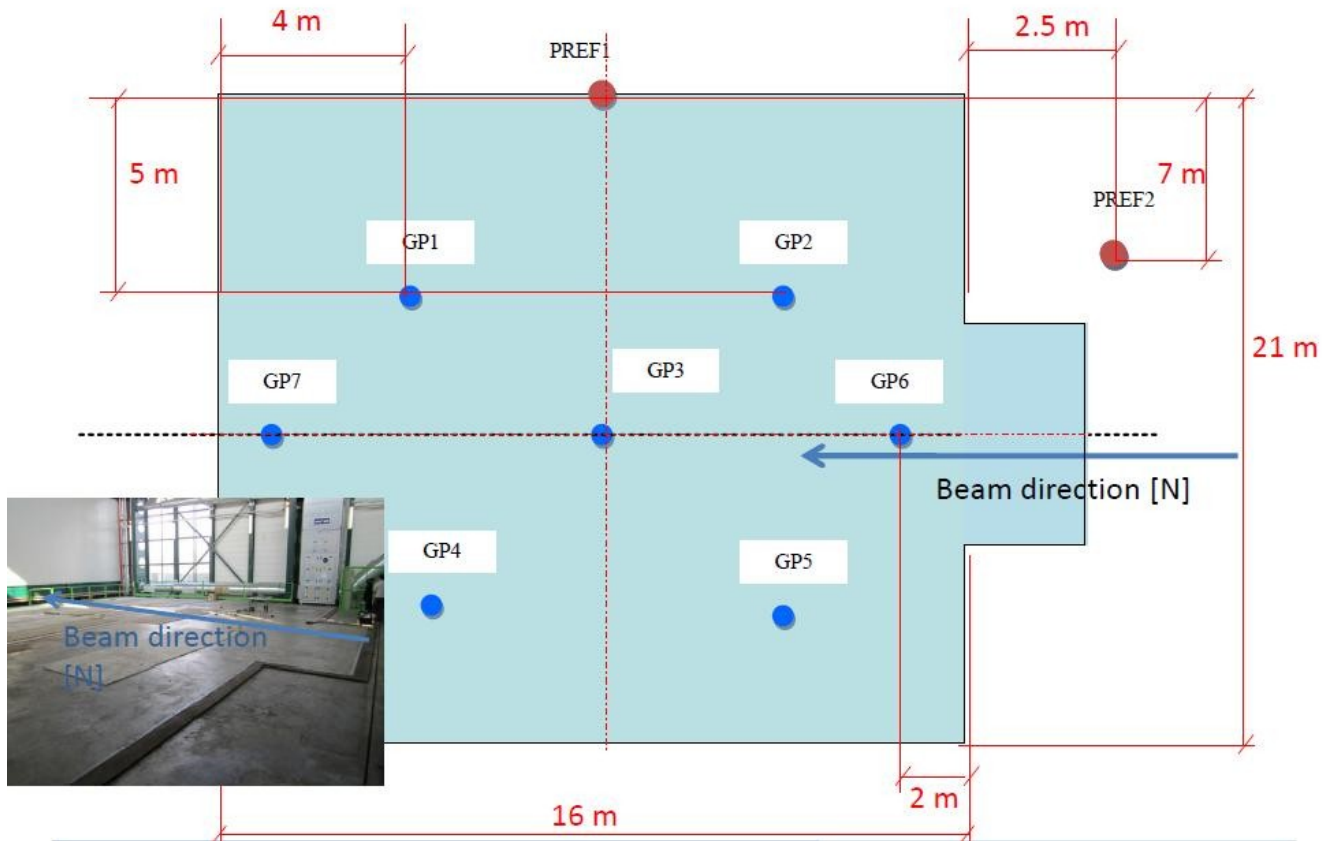 4 m
2.5 m
PREF1
5 m
7 m
PREF2
GP1
GP2
21 m
GP7
GP3
GP6
Beam direction [N]
GP4
GP5
Beam direction
[N]
2 m
16 m